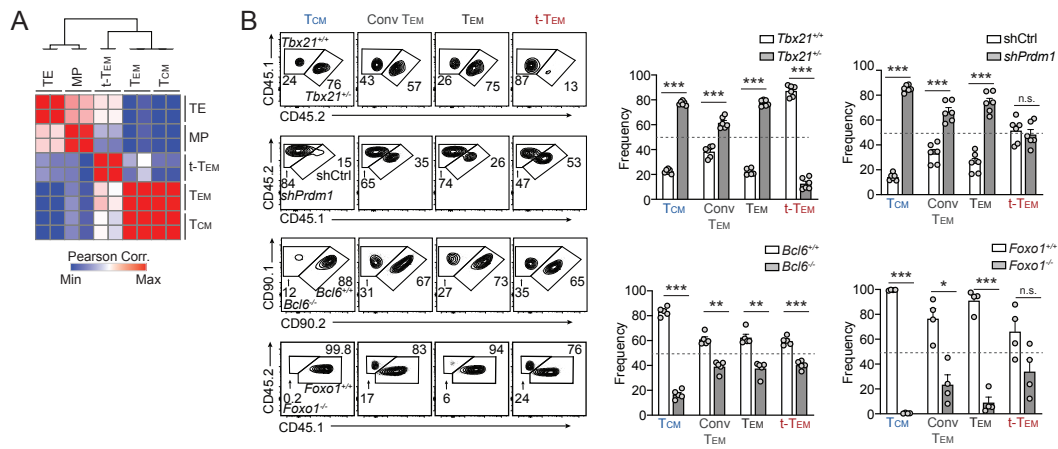 A
TE
MP
t-TEM
TEM
TCM
TE
MP
t-TEM
TEM
TCM
Pearson Corr.
Min
Max
B
TCM
Conv TEM
TEM
t-TEM
CD45.1
Tbx21+/+
24
76
Tbx21+/-
43
57
26
75
87
13
CD45.2
CD45.2
15
shCtrl
84
shPrdm1
35
65
26
74
53
47
CD45.1
CD90.1
88
Bcl6+/+
12
Bcl6-/-
67
31
73
27
65
35
CD90.2
CD45.2
99.8
Foxo1+/+
0.2
Foxo1-/-
83
17
94
6
76
24
CD45.1
Tbx21+/+
Tbx21+/-
Frequency
100
80
60
40
20
0
***
***
***
***
TCM
Conv
TEM
TEM
t-TEM
shCtrl
shPrdm1
Frequency
100
80
60
40
20
0
***
***
***
n.s.
TCM
Conv
TEM
TEM
t-TEM
Bcl6+/+
Bcl6-/-
Frequency
100
80
60
40
20
0
***
**
**
***
TCM
Conv
TEM
TEM
t-TEM
Foxo1+/+
Foxo1-/-
Frequency
100
80
60
40
20
0
***
*
***
n.s.
TCM
Conv
TEM
TEM
t-TEM